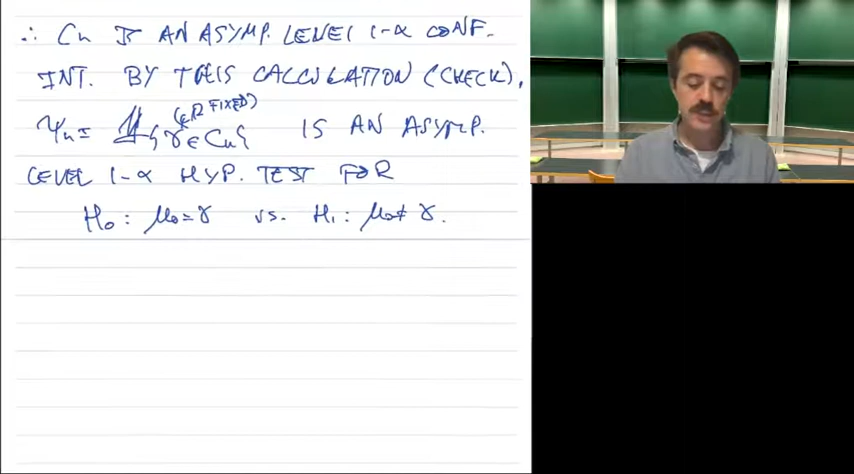 ∴ Cn IS AN ASYMP. LEVEL 1-α CONF.
INT. BY THIS CALCULATION (CHECK),
(∈ℝ FIXED)
Ψn = 𝟙{γ ∈ Cn} IS AN ASYMP.
LEVEL 1-α HYP. TEST FOR
H₀ : μ₀ = γ vs. H₁ : μ₀ ≠ γ.